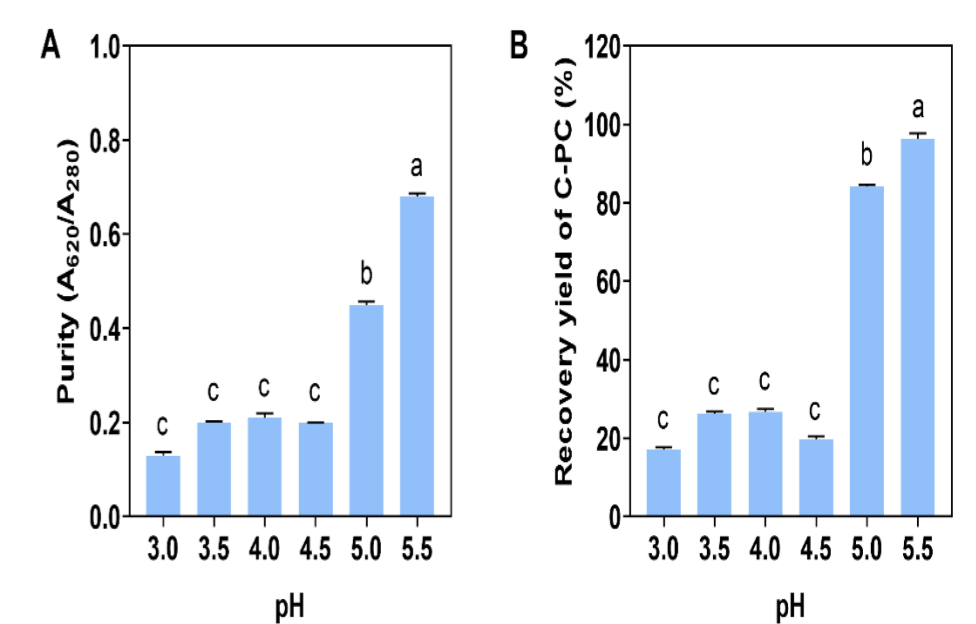 A
Purity (A620/A280)
1.0
0.8
0.6
0.4
0.2
0.0
c
c
c
c
b
a
3.0 3.5 4.0 4.5 5.0 5.5
pH
B
Recovery yield of C-PC (%)
120
100
80
60
40
20
0
c
c
c
c
b
a
3.0 3.5 4.0 4.5 5.0 5.5
pH